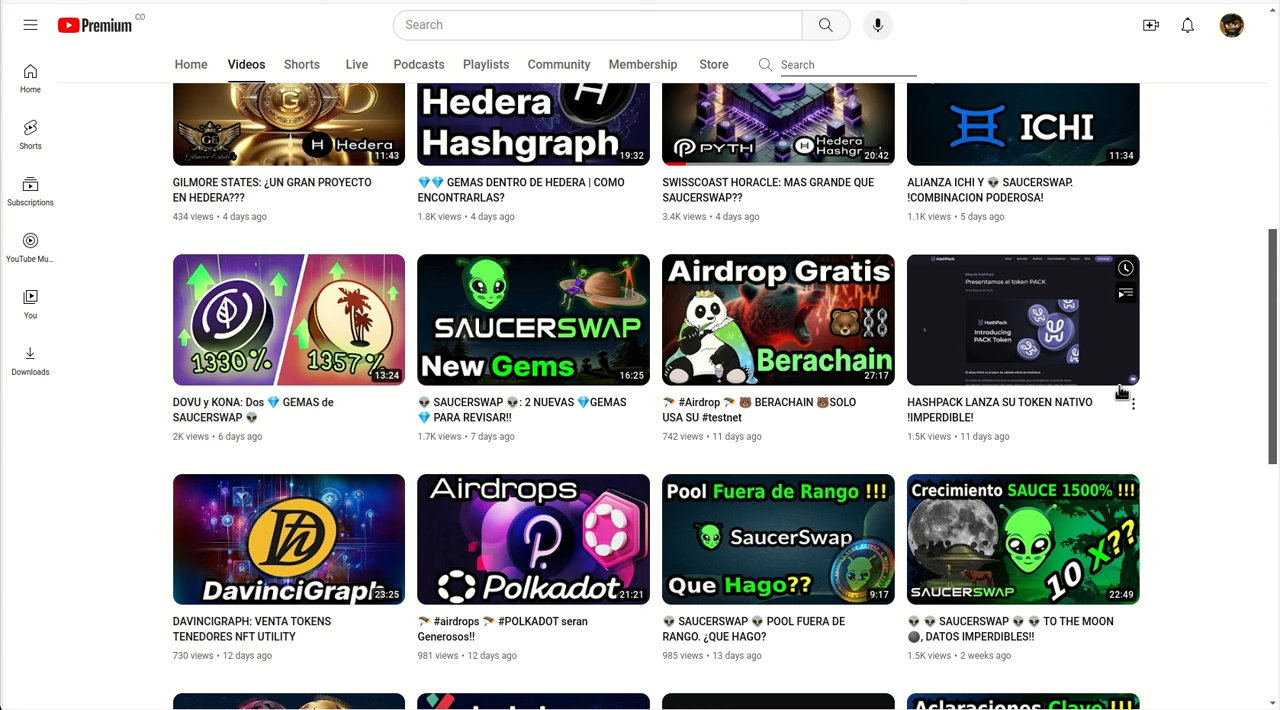 Premium CO
Search
Home
Videos
Shorts
Live
Podcasts
Playlists
Community
Membership
Store
Search
Home
Shorts
Subscriptions
YouTube Mu...
You
Downloads
GE
Hedera
11:43
Hedera
Hashgraph
19:32
PYTH
Hedera
20:42
ICHI
11:34
GILMORE STATES: ¿UN GRAN PROYECTO
EN HEDERA???
434 views • 4 days ago
💎💎 GEMAS DENTRO DE HEDERA | COMO
ENCONTRARLAS?
1.8K views • 4 days ago
SWISSCOAST HORACLE: MAS GRANDE QUE
SAUCERSWAP??
3.4K views • 4 days ago
ALIANZA ICHI Y 👽 SAUCERSWAP.
!COMBINACION PODEROSA!
1.1K views • 5 days ago
1330%
1357%
13:24
SAUCERSWAP
New Gems
16:25
Airdrop Gratis
Berachain
27:17
HashPack
Presentamos el token PACK
HashPack
Introducing
PACK Token
DOVU y KONA: Dos 💎 GEMAS de
SAUCERSWAP 👽
2K views • 6 days ago
👽 SAUCERSWAP 👽: 2 NUEVAS 💎GEMAS
💎 PARA REVISAR!!
1.7K views • 7 days ago
🪂 #Airdrop 🪂 🐻 BERACHAIN 🐻SOLO
USA SU #testnet
742 views • 11 days ago
HASHPACK LANZA SU TOKEN NATIVO
!IMPERDIBLE!
1.5K views • 11 days ago
DavinciGraph
23:25
Airdrops
Polkadot
21:21
Pool Fuera de Rango !!!
SaucerSwap
Que Hago??
9:17
Crecimiento SAUCE 1500% !!!
10 X??
SAUCERSWAP
22:49
DAVINCIGRAPH: VENTA TOKENS
TENEDORES NFT UTILITY
730 views • 12 days ago
🪂 #airdrops 🪂 #POLKADOT seran
Generosos!!
981 views • 12 days ago
👽 SAUCERSWAP 👽 POOL FUERA DE
RANGO. ¿QUE HAGO?
985 views • 13 days ago
👽 👽 SAUCERSWAP 👽 👽 TO THE MOON
🌑, DATOS IMPERDIBLES!!
1.5K views • 2 weeks ago